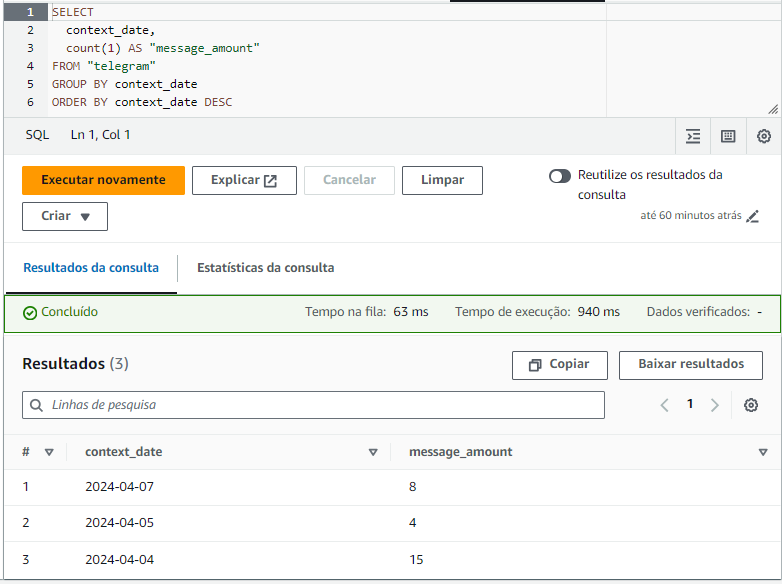 1 SELECT
2 context_date,
3 count(1) AS "message_amount"
4 FROM "telegram"
5 GROUP BY context_date
6 ORDER BY context_date DESC
SQL Ln 1, Col 1
Executar novamente Explicar Cancelar Limpar
Reutilize os resultados da
consulta
até 60 minutos atrás
Criar
Resultados da consulta Estatísticas da consulta
Concluído Tempo na fila: 63 ms Tempo de execução: 940 ms Dados verificados: -
Resultados (3) Copiar Baixar resultados
Linhas de pesquisa 1
# context_date message_amount
1 2024-04-07 8
2 2024-04-05 4
3 2024-04-04 15